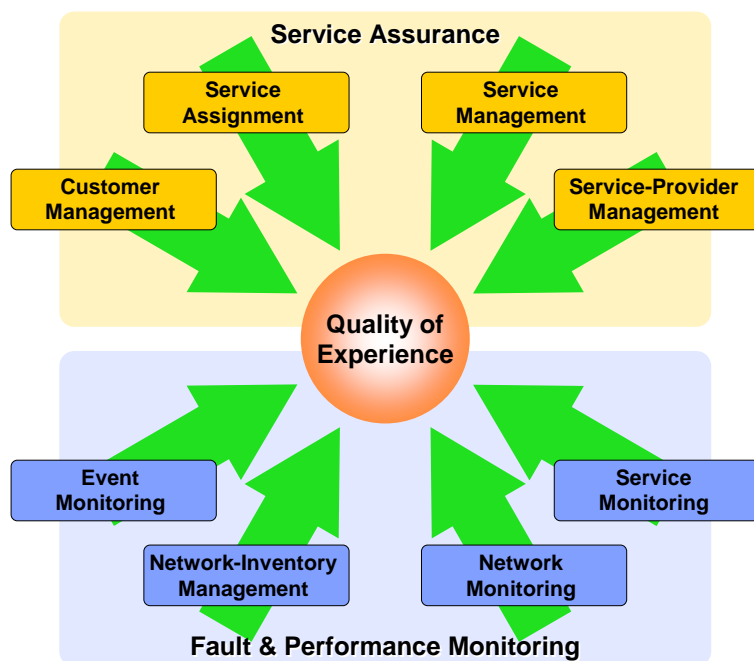 Service Assurance
Service
Assignment
Service
Management
Customer
Management
Service-Provider
Management
Quality of
Experience
Event
Monitoring
Service
Monitoring
Network-Inventory
Management
Network
Monitoring
Fault & Performance Monitoring